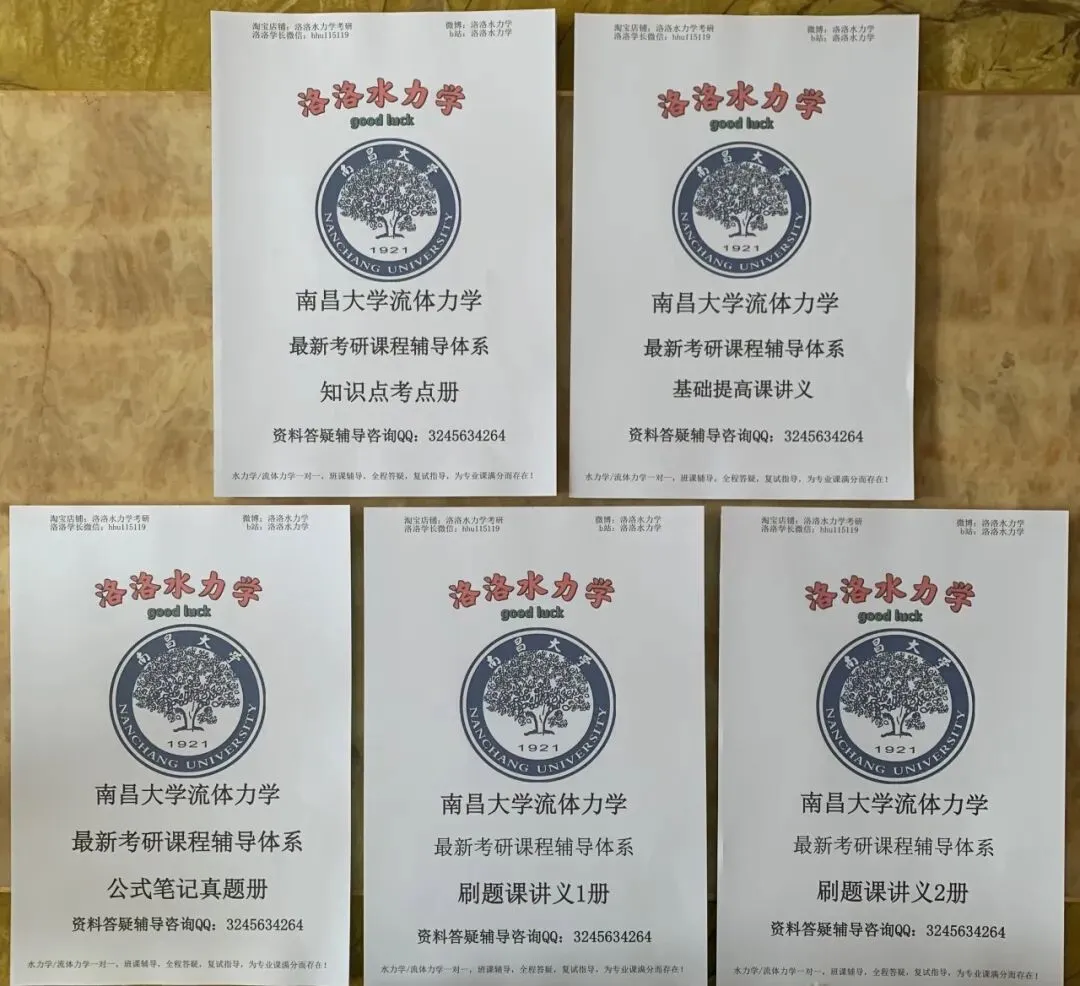 淘宝店铺：洛洛水力学考研 微博：洛洛水力学
洛洛学长微信：hhu115119 b站：洛洛水力学
洛洛水力学
good luck
南昌大学
1921
NANCHANG UNIVERSITY
南昌大学流体力学
最新考研课程辅导体系
知识点考点册
资料答疑辅导咨询QQ：3245634264
水力学/流体力学一对一，班课辅导，全程答疑，复试指导，为专业课满分而存在！
淘宝店铺：洛洛水力学考研 微博：洛洛水力学
洛洛学长微信：hhu115119 b站：洛洛水力学
洛洛水力学
good luck
南昌大学
1921
NANCHANG UNIVERSITY
南昌大学流体力学
最新考研课程辅导体系
基础提高课讲义
资料答疑辅导咨询QQ：3245634264
水力学/流体力学一对一，班课辅导，全程答疑，复试指导，为专业课满分而存在！
淘宝店铺：洛洛水力学考研 微博：洛洛水力学
洛洛学长微信：hhu115119 b站：洛洛水力学
洛洛水力学
good luck
南昌大学
1921
NANCHANG UNIVERSITY
南昌大学流体力学
最新考研课程辅导体系
公式笔记真题册
资料答疑辅导咨询QQ：3245634264
水力学/流体力学一对一，班课辅导，全程答疑，复试指导，为专业课满分而存在！
淘宝店铺：洛洛水力学考研 微博：洛洛水力学
洛洛学长微信：hhu115119 b站：洛洛水力学
洛洛水力学
good luck
南昌大学
1921
NANCHANG UNIVERSITY
南昌大学流体力学
最新考研课程辅导体系
刷题课讲义1册
资料答疑辅导咨询QQ：3245634264
水力学/流体力学一对一，班课辅导，全程答疑，复试指导，为专业课满分而存在！
淘宝店铺：洛洛水力学考研 微博：洛洛水力学
洛洛学长微信：hhu115119 b站：洛洛水力学
洛洛水力学
good luck
南昌大学
1921
NANCHANG UNIVERSITY
南昌大学流体力学
最新考研课程辅导体系
刷题课讲义2册
资料答疑辅导咨询QQ：3245634264
水力学/流体力学一对一，班课辅导，全程答疑，复试指导，为专业课满分而存在！